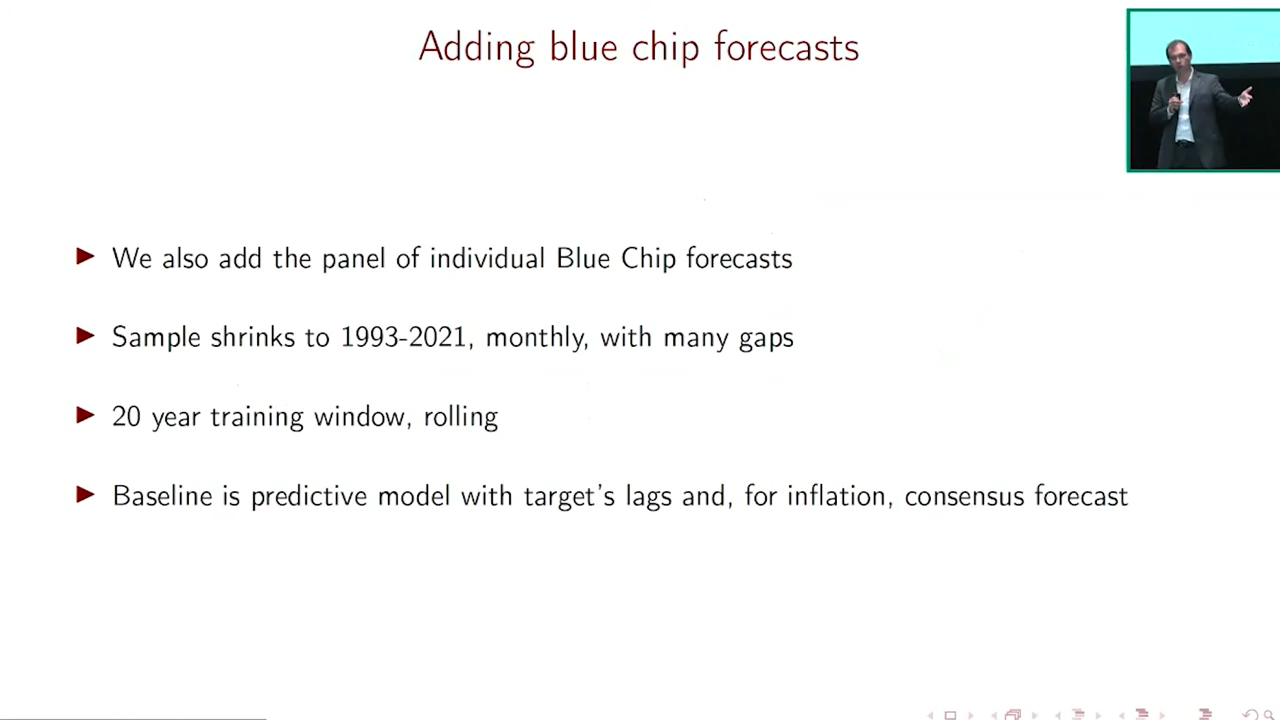 Adding blue chip forecasts
We also add the panel of individual Blue Chip forecasts
Sample shrinks to 1993-2021, monthly, with many gaps
20 year training window, rolling
Baseline is predictive model with target's lags and, for inflation, consensus forecast